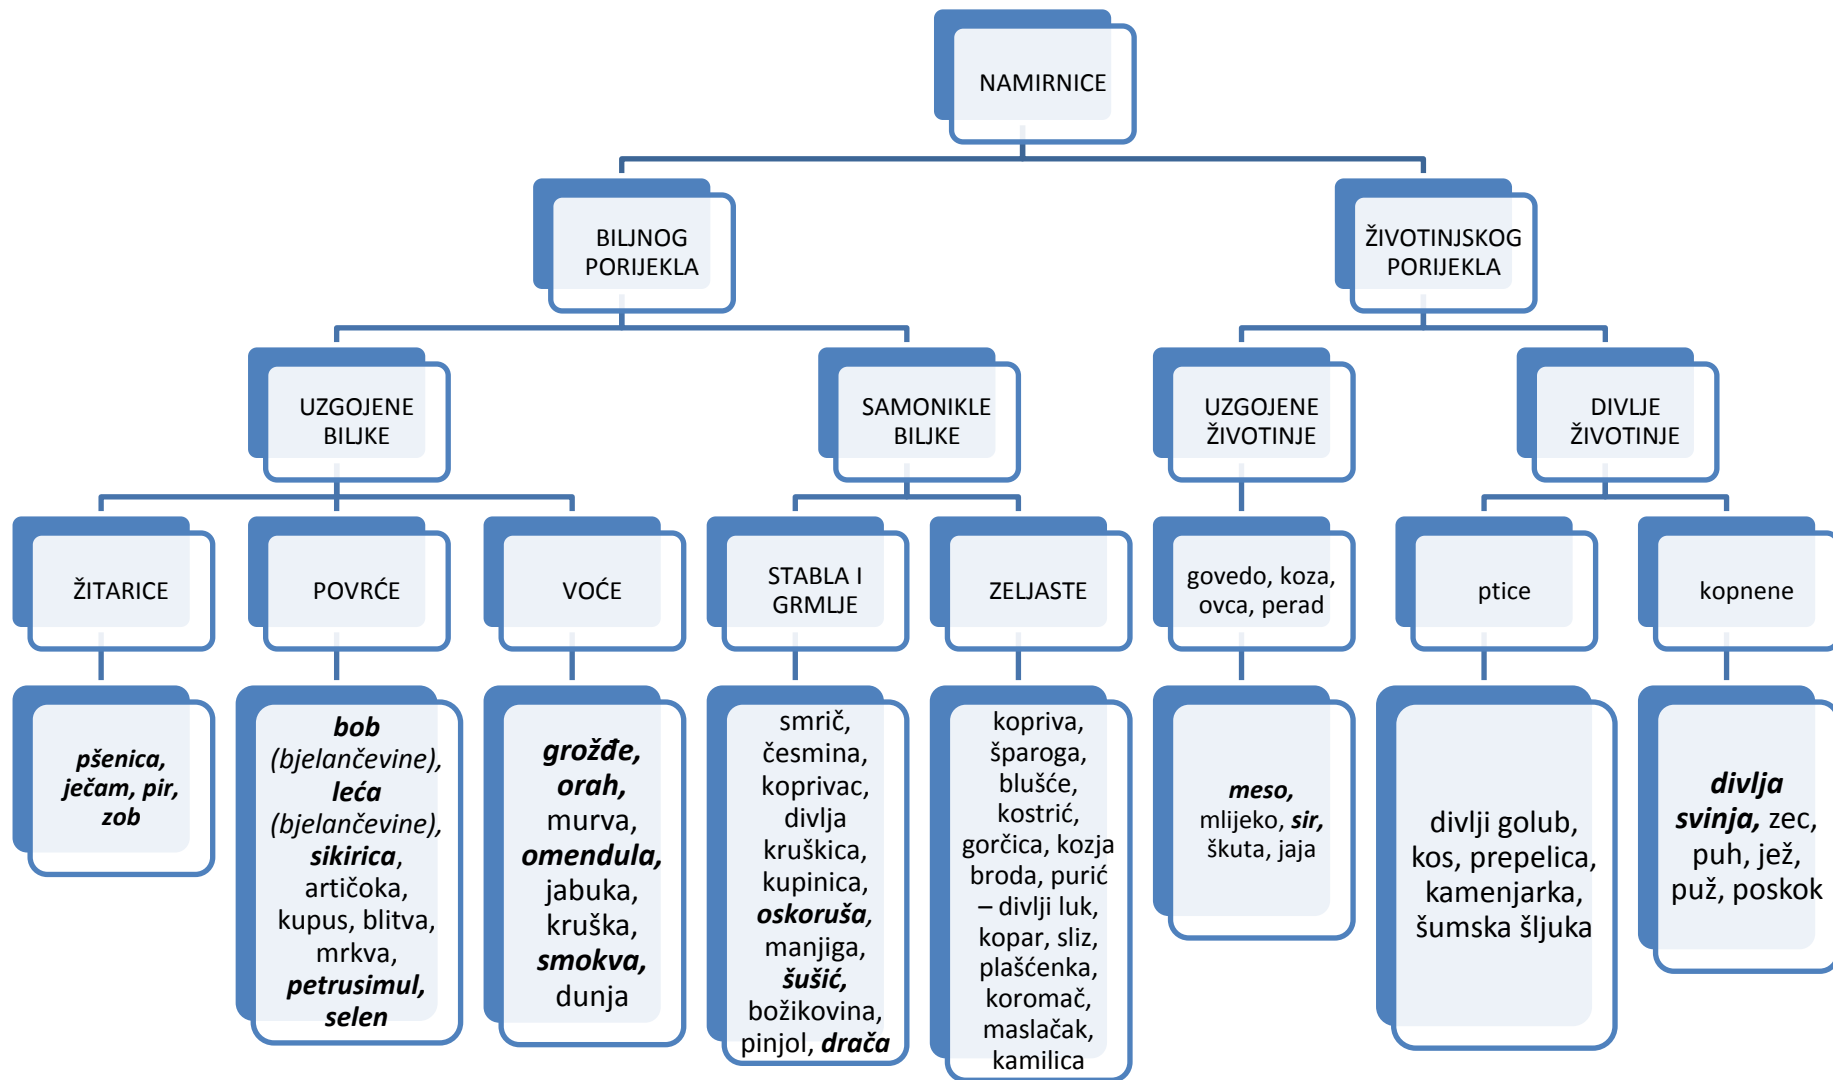 NAMIRNICE
BILJNOG
PORIJEKLA
ŽIVOTINJSKOG
PORIJEKLA
UZGOJENE
BILJKE
SAMONIKLE
BILJKE
UZGOJENE
ŽIVOTINJE
DIVLJE
ŽIVOTINJE
ŽITARICE
POVRĆE
VOĆE
STABLA I
GRMLJE
ZELJASTE
govedo, koza,
ovca, perad
ptice
kopnene
pšenica,
ječam, pir,
zob
bob
(bjelančevine),
leća
(bjelančevine),
sikirica,
artičoka,
kupus, blitva,
mrkva,
petrusimul,
selen
grožđe,
orah,
murva,
omendula,
jabuka,
kruška,
smokva,
dunja
smrič,
česmina,
koprivac,
divlja
kruškica,
kupinica,
oskoruša,
manjiga,
šušić,
božikovina,
pinjol, drača
kopriva,
šparoga,
blušće,
kostrić,
gorčica, kozja
broda, purić
– divlji luk,
kopar, sliz,
plašćenka,
koromač,
maslačak,
kamilica
meso,
mlijeko, sir,
škuta, jaja
divlji golub,
kos, prepelica,
kamenjarka,
šumska šljuka
divlja
svinja, zec,
puh, jež,
puž, poskok